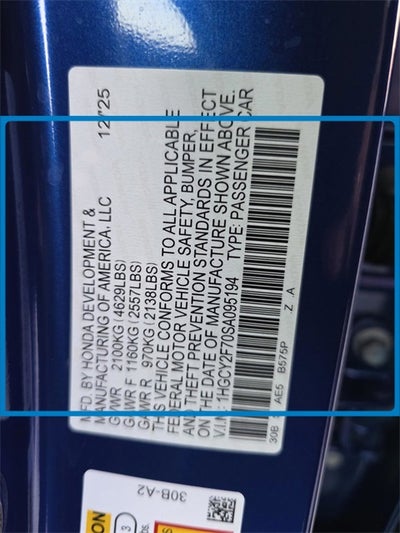 MFD. BY HONDA DEVELOPMENT &
MANUFACTURING OF AMERICA, LLC 12/25
GVWR 2100KG (4629LBS)
GAWR F 1160KG (2557LBS)
GAWR R 970KG (2138LBS)
THIS VEHICLE CONFORMS TO ALL APPLICABLE
FEDERAL MOTOR VEHICLE SAFETY, BUMPER,
AND THEFT PREVENTION STANDARDS IN EFFECT
ON THE DATE OF MANUFACTURE SHOWN ABOVE.
V.I.N.: 1HGCY2F70SA095194 TYPE: PASSENGER CAR
30B AE5 B575P Z . A
30B-A2
ON
3